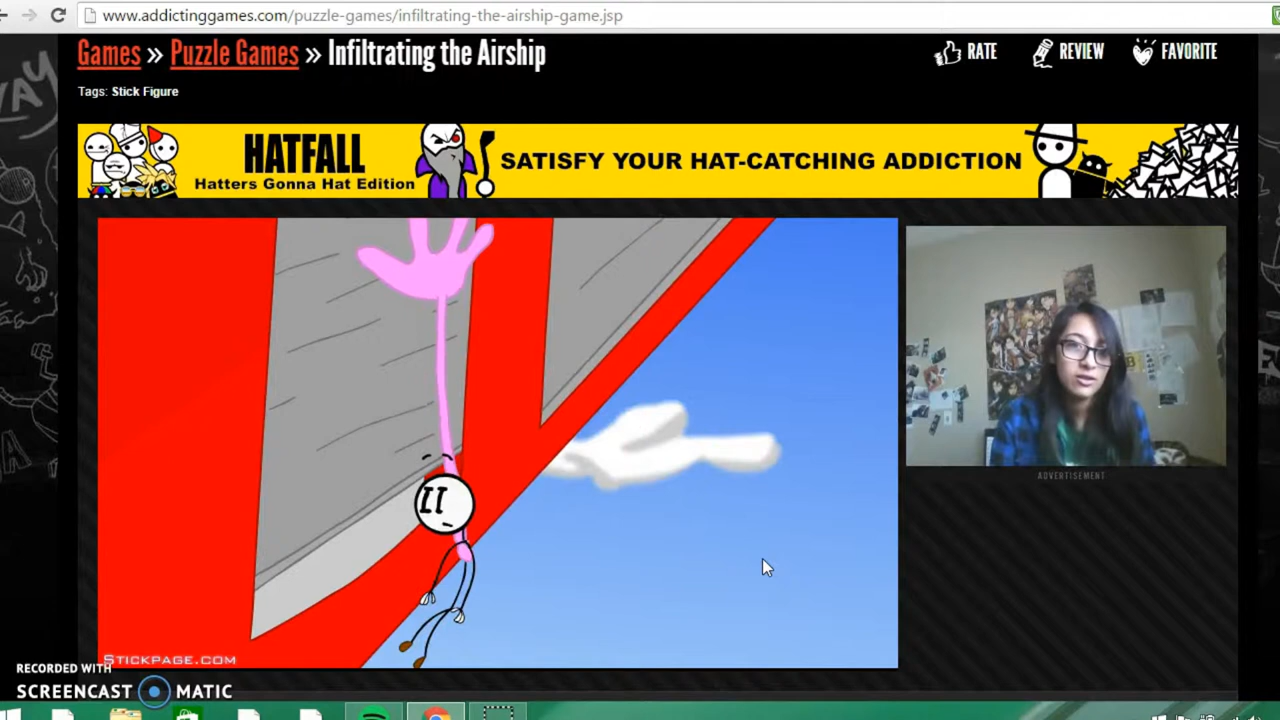 www.addictinggames.com/puzzle-games/infiltrating-the-airship-game.jsp
Games » Puzzle Games » Infiltrating the Airship
RATE
REVIEW
FAVORITE
Tags: Stick Figure
HATFALL
Hatters Gonna Hat Edition
SATISFY YOUR HAT-CATCHING ADDICTION
ADVERTISEMENT
STICKPAGE.COM
RECORDED WITH
SCREENCAST MATIC